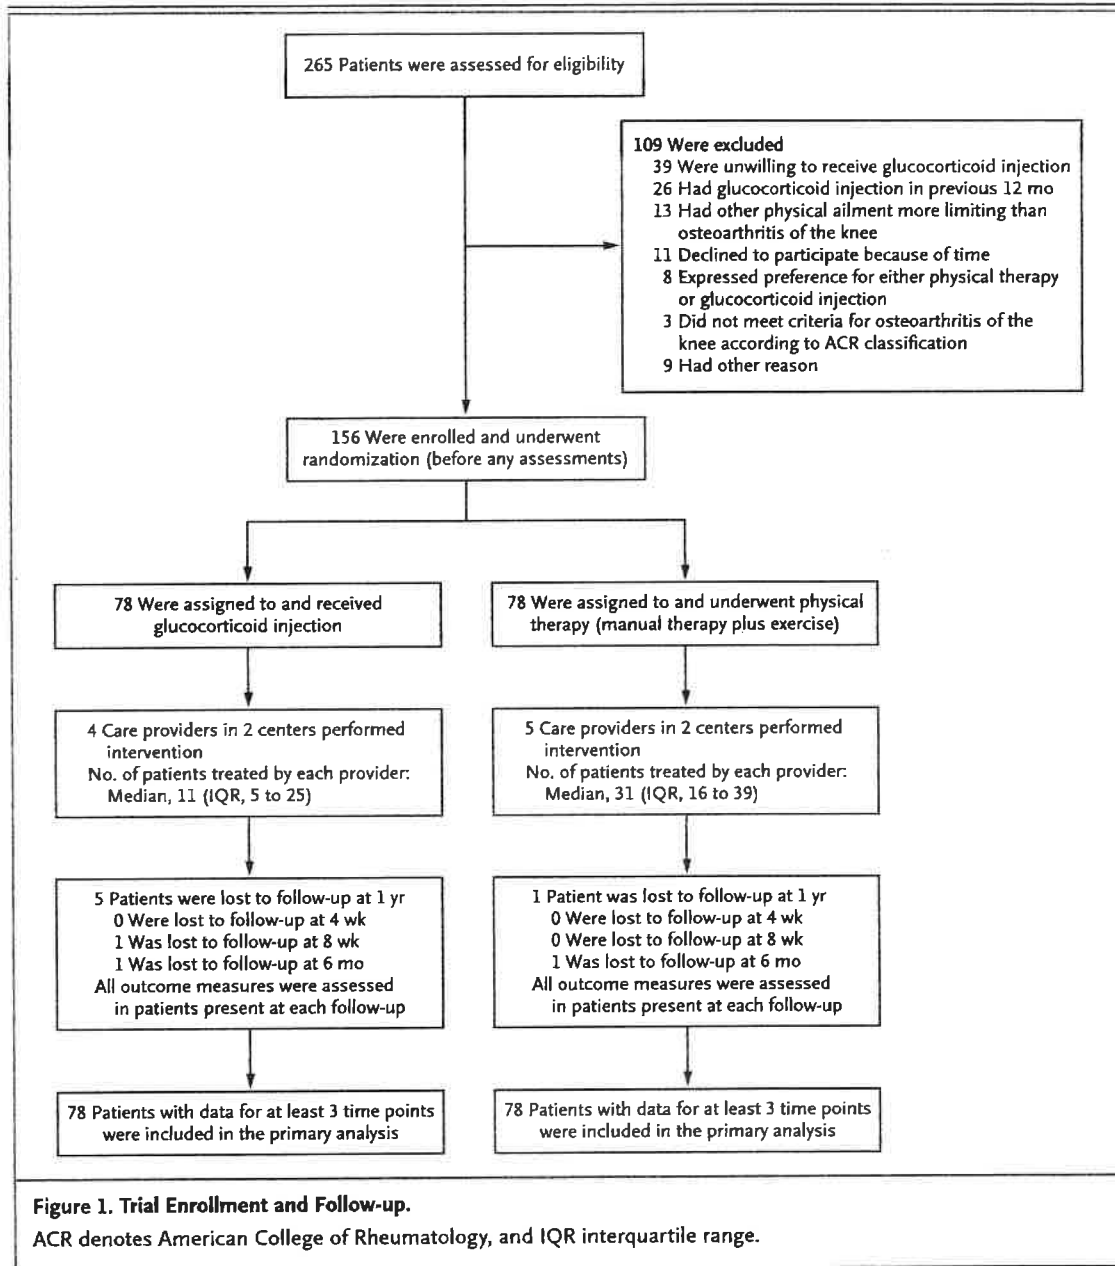 265 Patients were assessed for eligibility
109 Were excluded
39 Were unwilling to receive glucocorticoid injection
26 Had glucocorticoid injection in previous 12 mo
13 Had other physical ailment more limiting than
osteoarthritis of the knee
11 Declined to participate because of time
8 Expressed preference for either physical therapy
or glucocorticoid injection
3 Did not meet criteria for osteoarthritis of the
knee according to ACR classification
9 Had other reason
156 Were enrolled and underwent
randomization (before any assessments)
78 Were assigned to and received
glucocorticoid injection
78 Were assigned to and underwent physical
therapy (manual therapy plus exercise)
4 Care providers in 2 centers performed
intervention
No. of patients treated by each provider:
Median, 11 (IQR, 5 to 25)
5 Care providers in 2 centers performed
intervention
No. of patients treated by each provider:
Median, 31 (IQR, 16 to 39)
5 Patients were lost to follow-up at 1 yr
0 Were lost to follow-up at 4 wk
1 Was lost to follow-up at 8 wk
1 Was lost to follow-up at 6 mo
All outcome measures were assessed
in patients present at each follow-up
1 Patient was lost to follow-up at 1 yr
0 Were lost to follow-up at 4 wk
0 Were lost to follow-up at 8 wk
1 Was lost to follow-up at 6 mo
All outcome measures were assessed
in patients present at each follow-up
78 Patients with data for at least 3 time points
were included in the primary analysis
78 Patients with data for at least 3 time points
were included in the primary analysis
Figure 1. Trial Enrollment and Follow-up.
ACR denotes American College of Rheumatology, and IQR interquartile range.